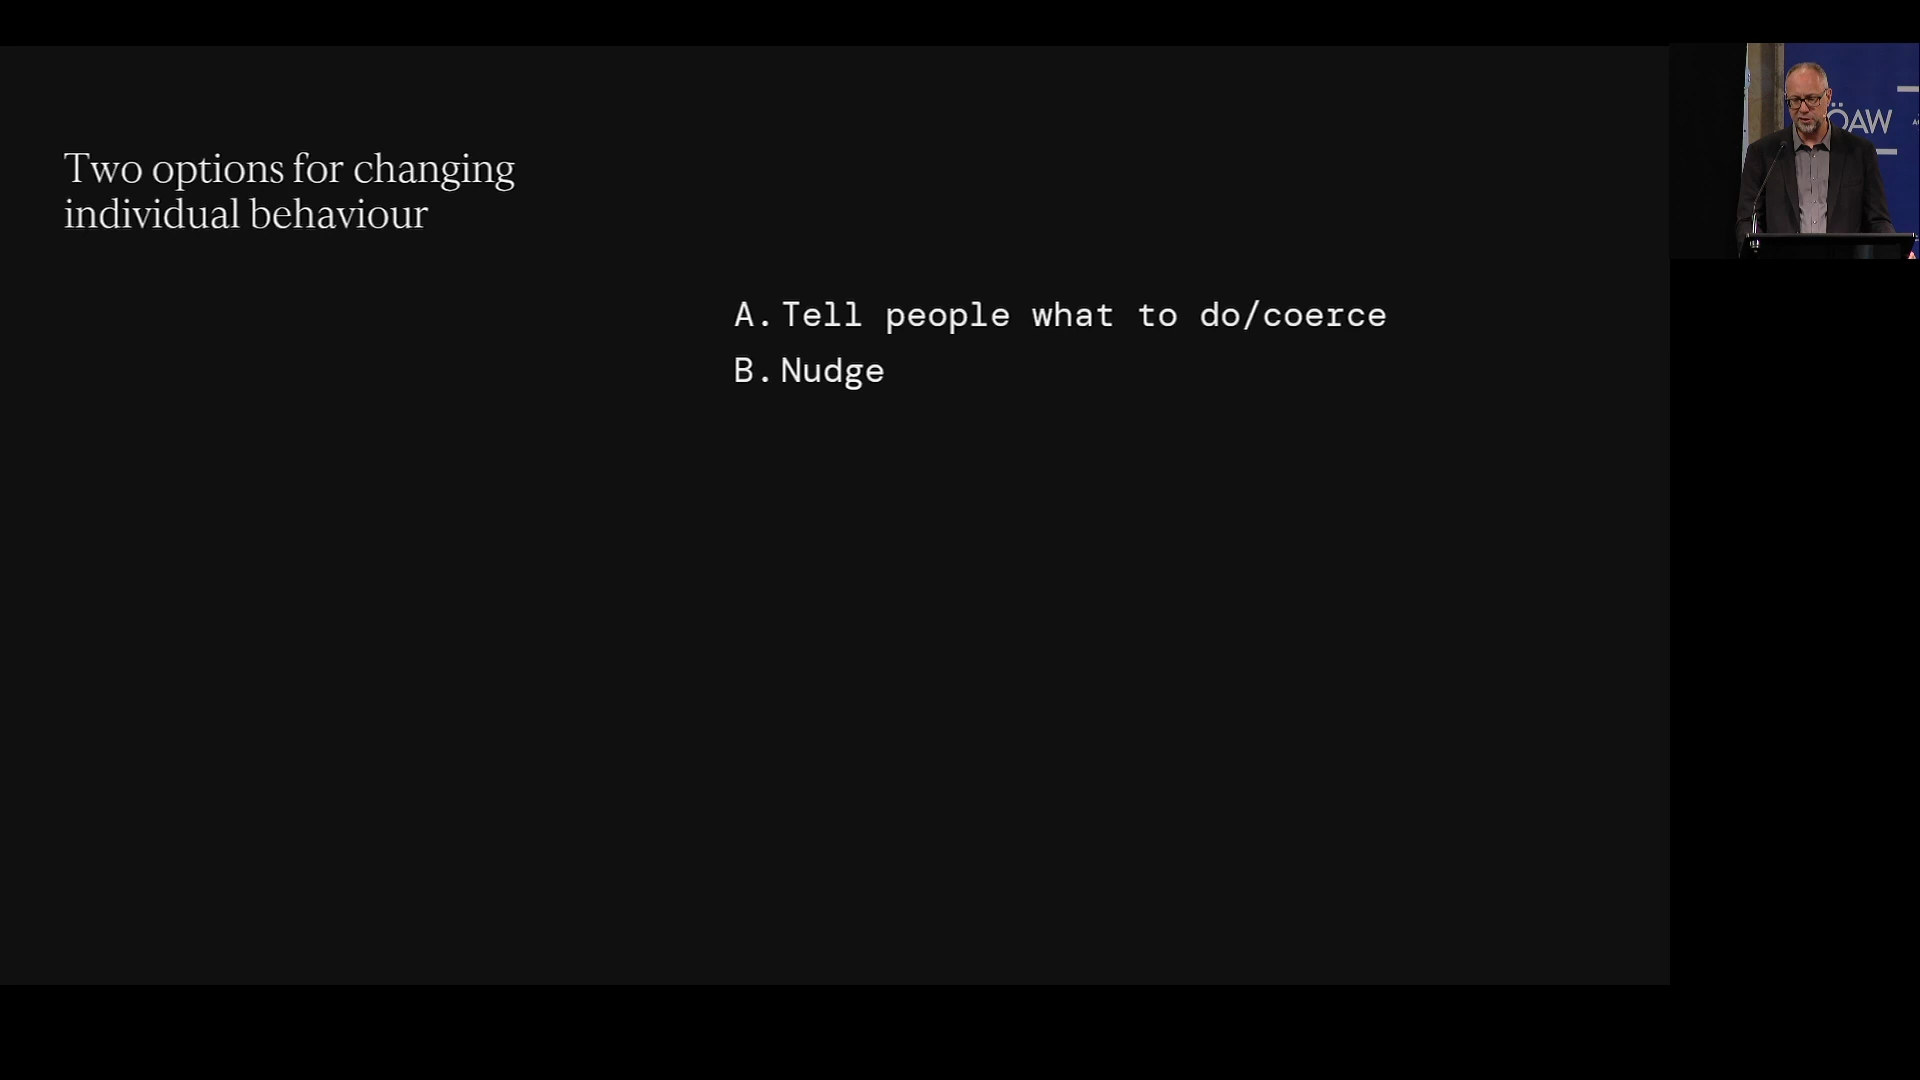 Two options for changing
individual behaviour
A. Tell people what to do/coerce
B. Nudge
ÖAW